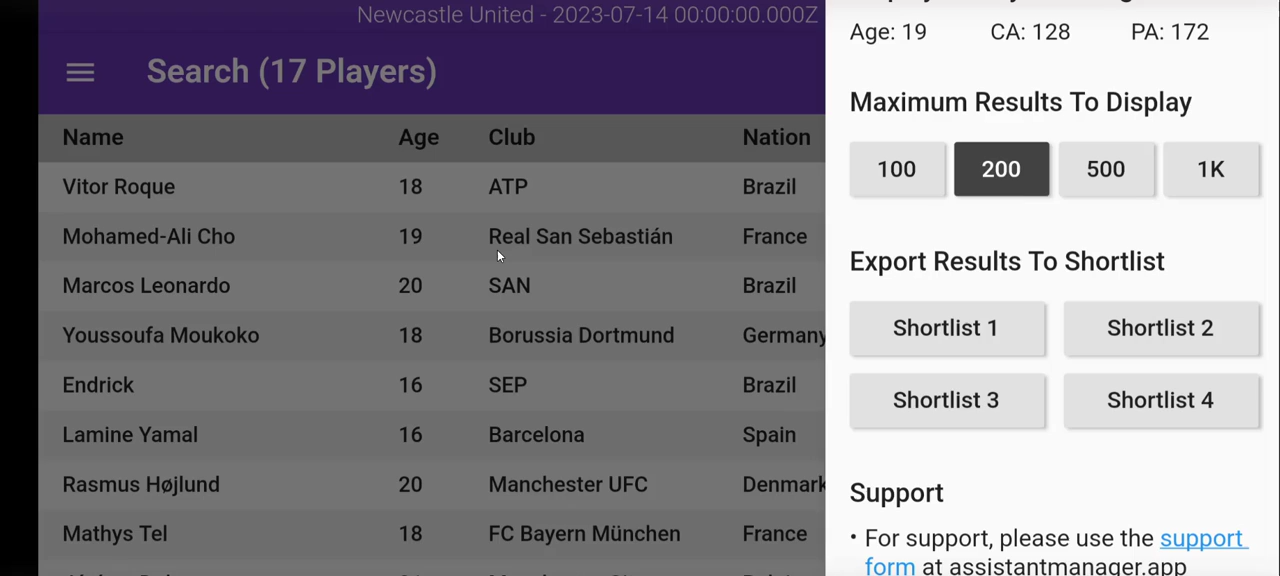 Newcastle United - 2023-07-14 00:00:00.000Z
Search (17 Players)
Name Age Club Nation
Vitor Roque 18 ATP Brazil
Mohamed-Ali Cho 19 Real San Sebastián France
Marcos Leonardo 20 SAN Brazil
Youssoufa Moukoko 18 Borussia Dortmund Germany
Endrick 16 SEP Brazil
Lamine Yamal 16 Barcelona Spain
Rasmus Højlund 20 Manchester UFC Denmark
Mathys Tel 18 FC Bayern München France
Age: 19 CA: 128 PA: 172
Maximum Results To Display
100 200 500 1K
Export Results To Shortlist
Shortlist 1 Shortlist 2
Shortlist 3 Shortlist 4
Support
• For support, please use the support
form at assistantmanager.app